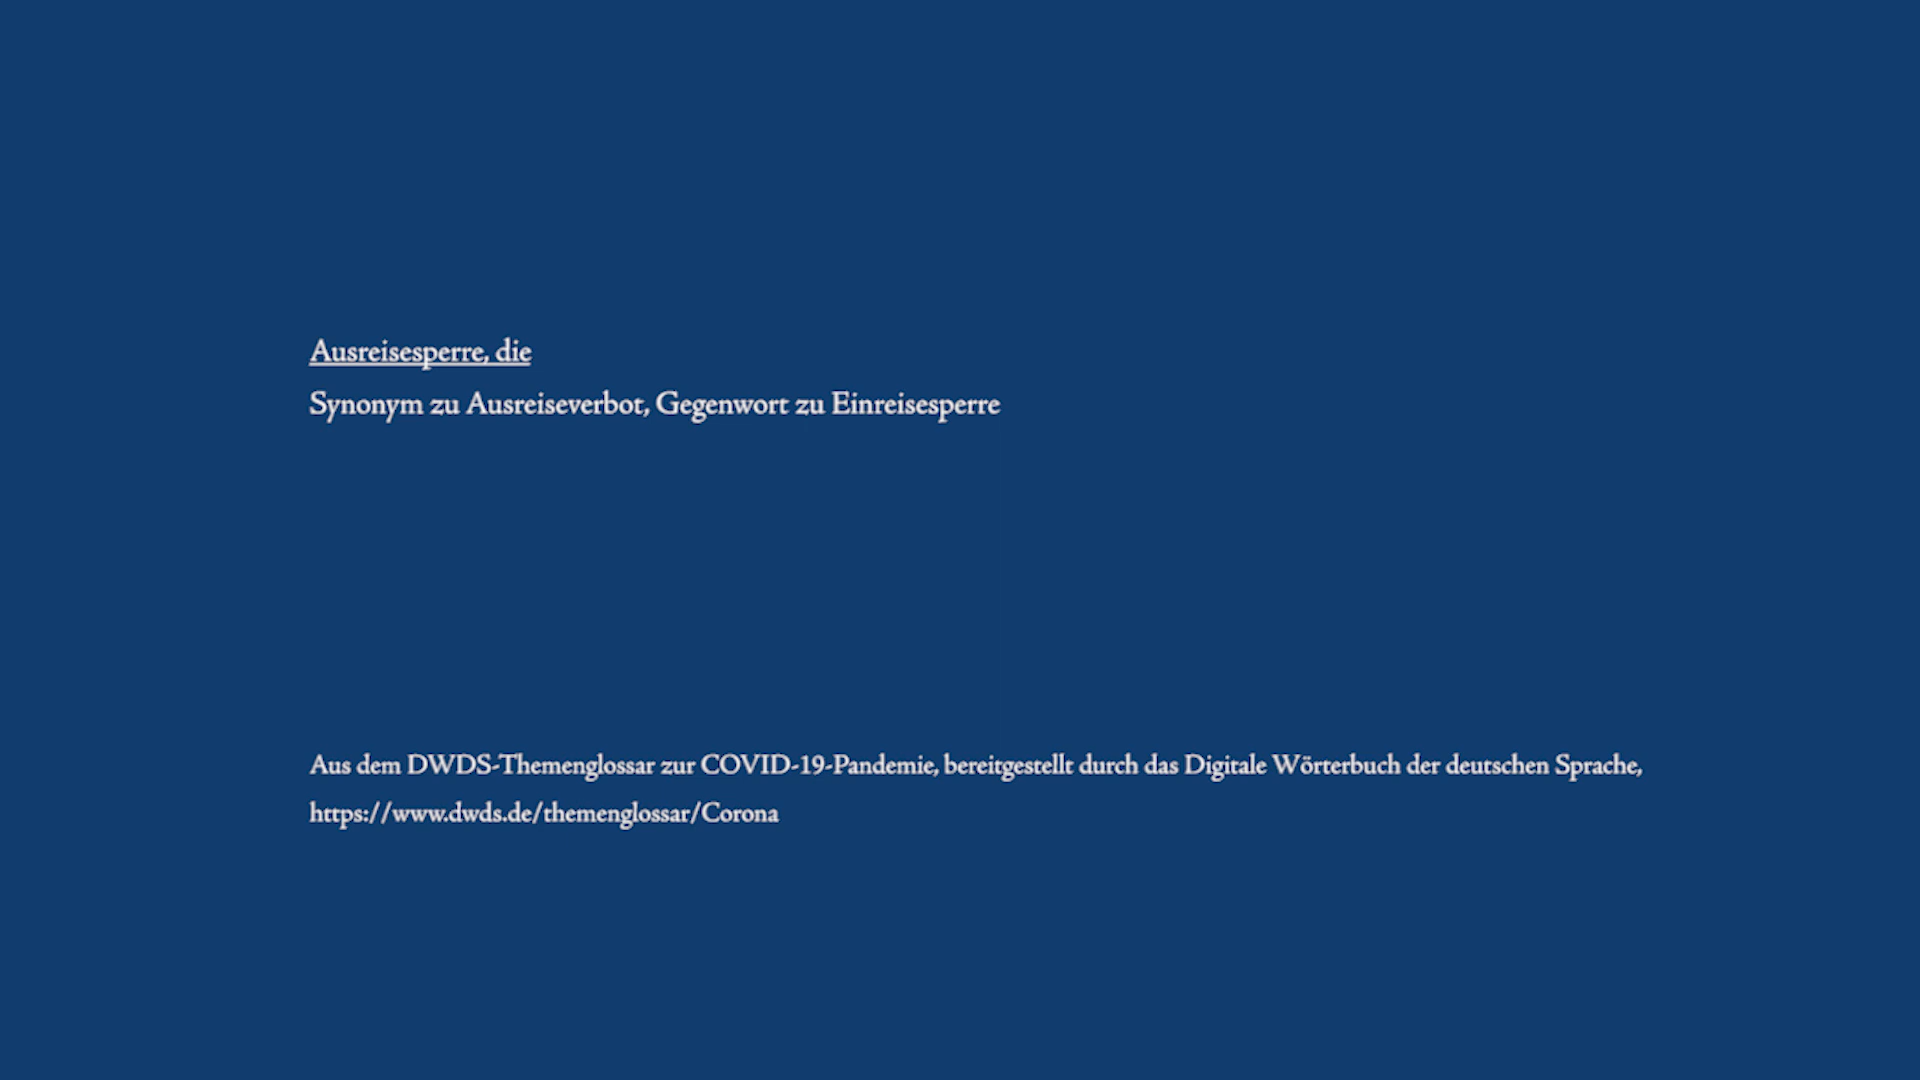 Ausreisesperre, die
Synonym zu Ausreiseverbot, Gegenwort zu Einreisesperre
Aus dem DWDS-Themenglossar zur COVID-19-Pandemie, bereitgestellt durch das Digitale Wörterbuch der deutschen Sprache,
https://www.dwds.de/themenglossar/Corona